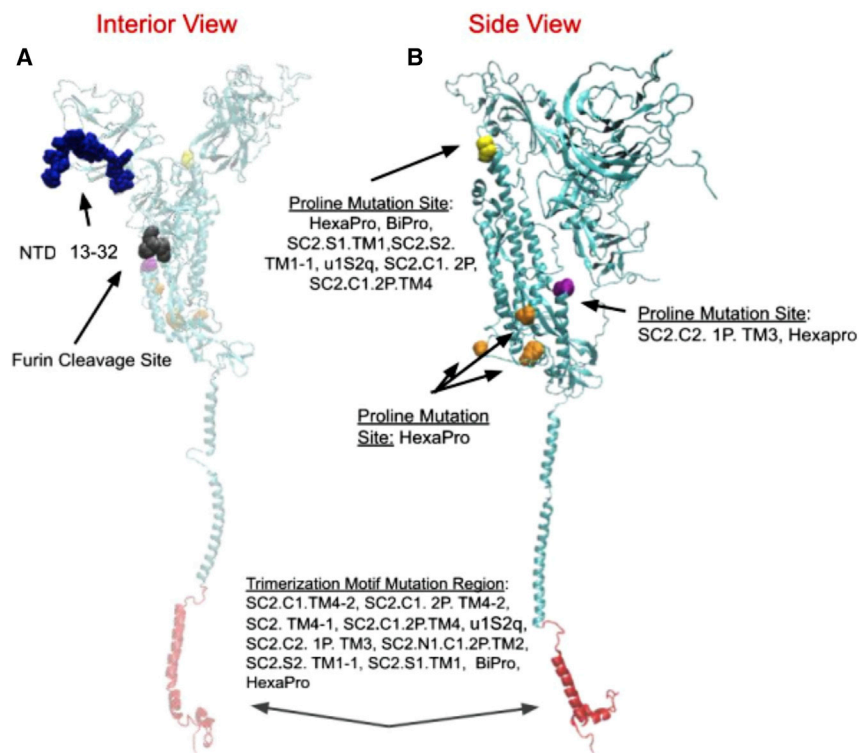 Interior View
Side View
A
B
NTD 13-32
Furin Cleavage Site
Proline Mutation Site:
HexaPro, BiPro,
SC2.S1.TM1,SC2.S2.
TM1-1, u1S2q, SC2.C1. 2P,
SC2.C1.2P.TM4
Proline Mutation Site:
SC2.C2. 1P. TM3, Hexapro
Proline Mutation
Site: HexaPro
Trimerization Motif Mutation Region:
SC2.C1.TM4-2, SC2.C1. 2P. TM4-2,
SC2. TM4-1, SC2.C1.2P.TM4, u1S2q,
SC2.C2. 1P. TM3, SC2.N1.C1.2P.TM2,
SC2.S2. TM1-1, SC2.S1.TM1, BiPro,
HexaPro